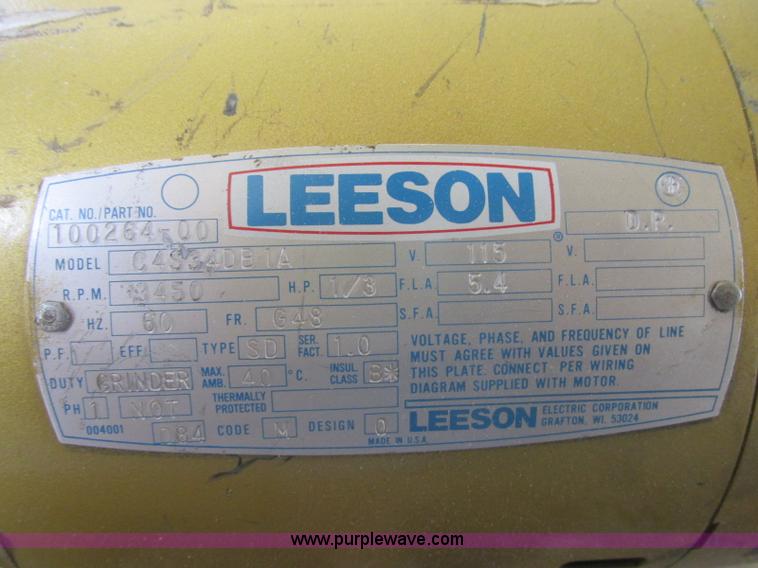 LEESON
CAT. NO./PART NO.
100264-00
D.P.
MODEL C4S34DB1A V. 115 V.
R.P.M. 3450 H.P. 1/3 F.L.A. 5.4 F.L.A.
HZ. 60 FR. G48 S.F.A. S.F.A.
P.F. EFF. TYPE SD SER. FACT. 1.0
VOLTAGE, PHASE, AND FREQUENCY OF LINE
MUST AGREE WITH VALUES GIVEN ON
THIS PLATE. CONNECT PER WIRING
DIAGRAM SUPPLIED WITH MOTOR.
DUTY GRINDER MAX. AMB. 40 °C. INSUL. CLASS B*
PH 1 NOT THERMALLY PROTECTED
004001 D84 CODE M DESIGN O
MADE IN U.S.A.
LEESON ELECTRIC CORPORATION
GRAFTON, WI. 53024
www.purplewave.com